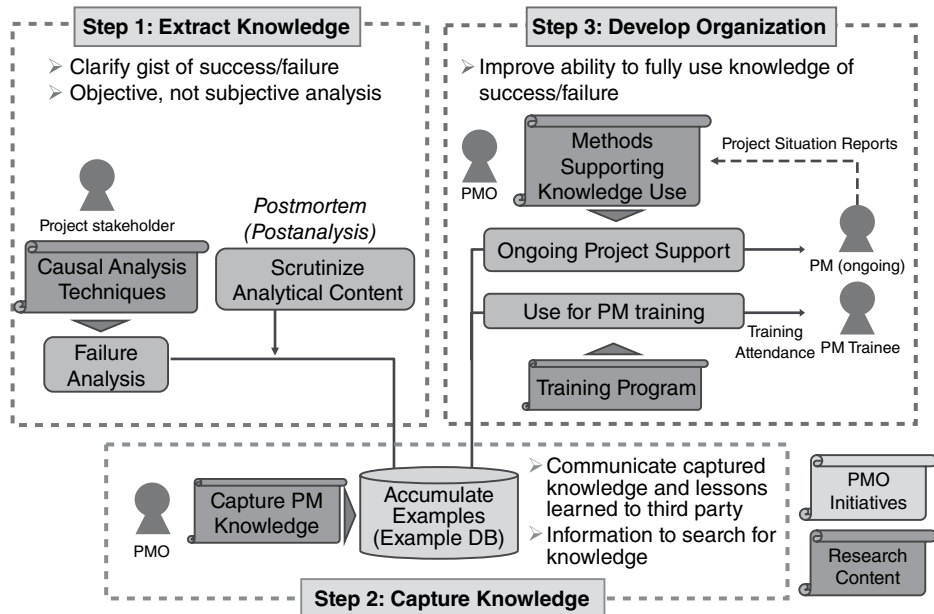 Step 1: Extract Knowledge
Clarify gist of success/failure
Objective, not subjective analysis
Project stakeholder
Postmortem
(Postanalysis)
Causal Analysis
Techniques
Scrutinize
Analytical Content
Failure
Analysis
Step 3: Develop Organization
Improve ability to fully use knowledge of
success/failure
PMO
Methods
Supporting
Knowledge Use
Project Situation Reports
Ongoing Project Support
PM (ongoing)
Use for PM training
Training
Attendance
PM Trainee
Training Program
PMO
Capture PM
Knowledge
Accumulate
Examples
(Example DB)
Communicate captured
knowledge and lessons
learned to third party
Information to search for
knowledge
Step 2: Capture Knowledge
PMO
Initiatives
Research
Content